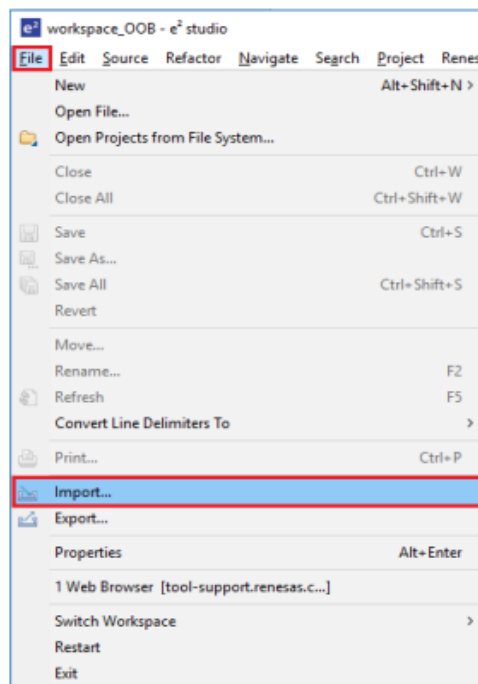 e² workspace_OOB - e² studio
File Edit Source Refactor Navigate Search Project Renes
New Alt+Shift+N >
Open File...
Open Projects from File System...
Close Ctrl+W
Close All Ctrl+Shift+W
Save Ctrl+S
Save As...
Save All Ctrl+Shift+S
Revert
Move...
Rename... F2
Refresh F5
Convert Line Delimiters To >
Print... Ctrl+P
Import...
Export...
Properties Alt+Enter
1 Web Browser [tool-support.renesas.c...]
Switch Workspace >
Restart
Exit